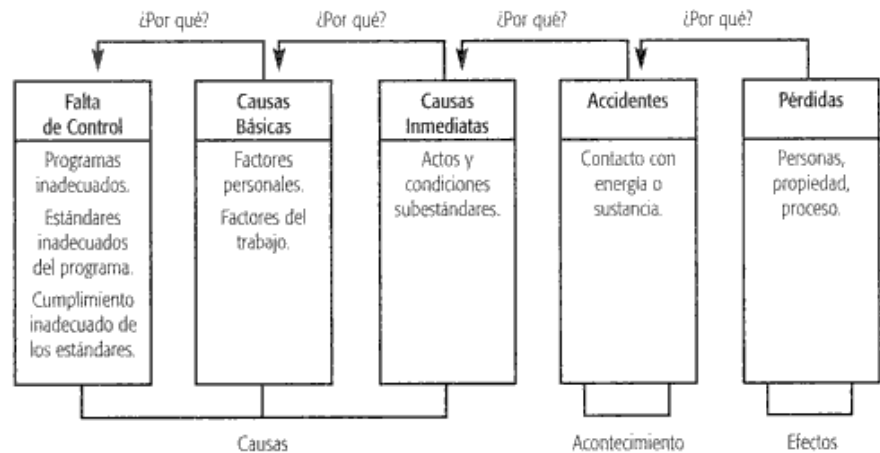 ¿Por qué?
¿Por qué?
¿Por qué?
¿Por qué?
Falta
de Control
Programas
inadecuados.
Estándares
inadecuados
del programa.
Cumplimiento
inadecuado de
los estándares.
Causas
Básicas
Factores
personales.
Factores del
trabajo.
Causas
Inmediatas
Actos y
condiciones
subestándares.
Accidentes
Contacto con
energía o
sustancia.
Pérdidas
Personas,
propiedad,
proceso.
Causas
Acontecimiento
Efectos